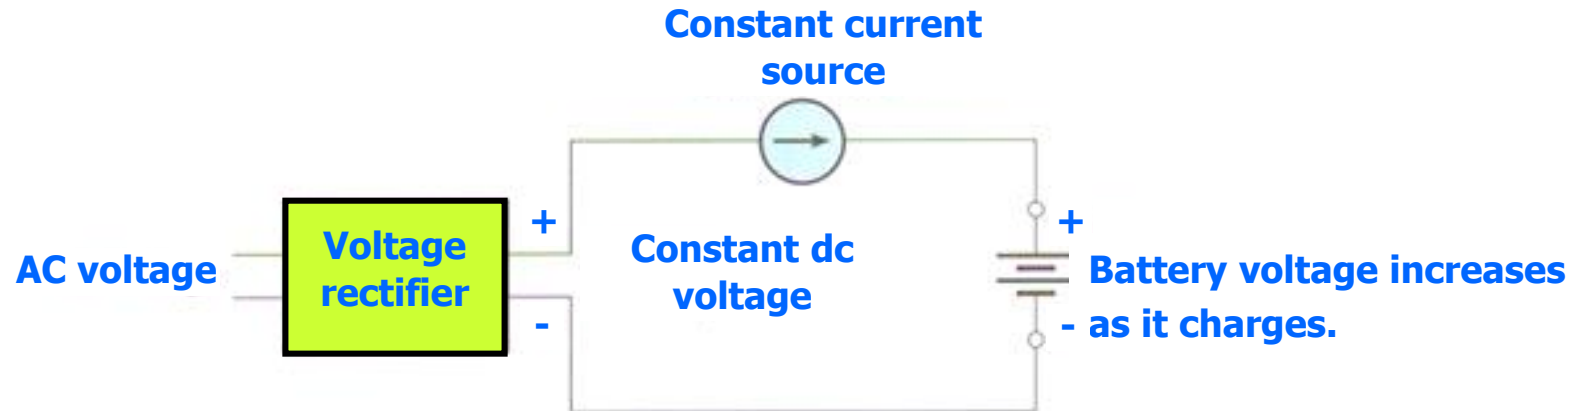 Constant current
source
AC voltage
Voltage
rectifier
+
-
Constant dc
voltage
+
Battery voltage increases
- as it charges.